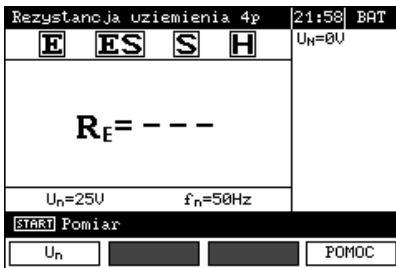 Rezystancja uziemienia 4p 21:58 BAT
E ES S H
UN=0V
RE= - - -
Un=25V fn=50Hz
START Pomiar
Un POMOC